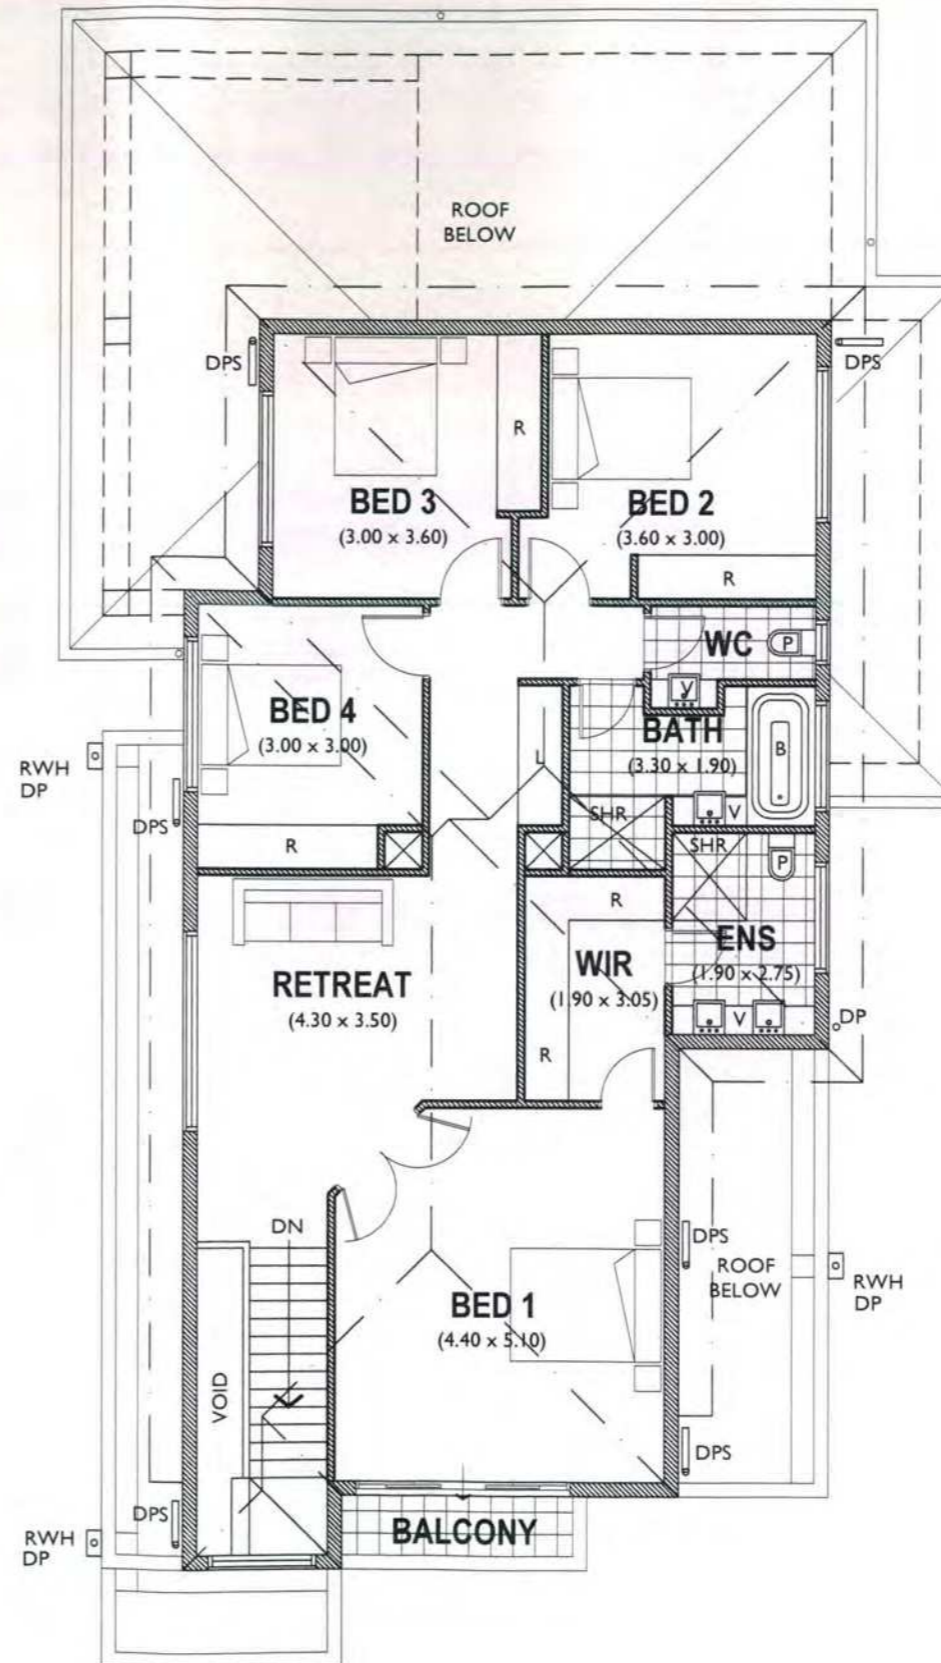 ROOF
BELOW
DPS
DPS
R
BED 3
(3.00 x 3.60)
BED 2
(3.60 x 3.00)
R
WC
P
V
BED 4
(3.00 x 3.00)
L
BATH
(3.30 x 1.90)
B
RWH
DP
DPS
SHR
V
R
SHR
P
R
RETREAT
(4.30 x 3.50)
WIR
(1.90 x 3.05)
ENS
(1.90 x 2.75)
R
V
DP
DN
DPS
ROOF
BELOW
RWH
DP
BED 1
(4.40 x 5.10)
VOID
DPS
DPS
RWH
DP
BALCONY